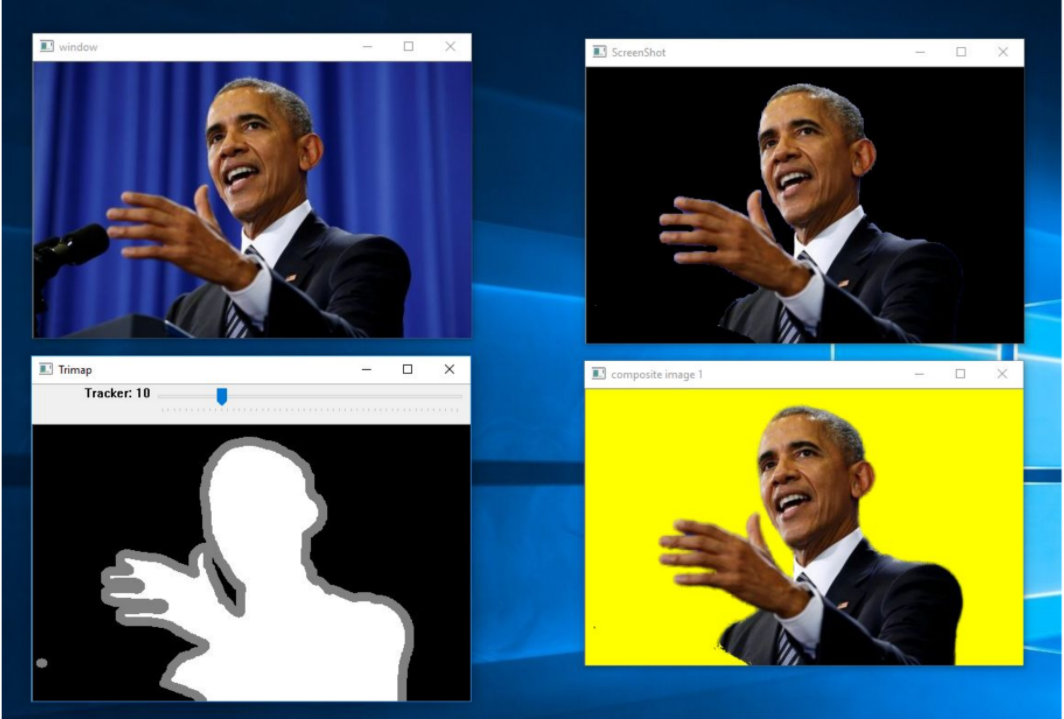 window
ScreenShot
Trimap
Tracker: 10
composite image 1